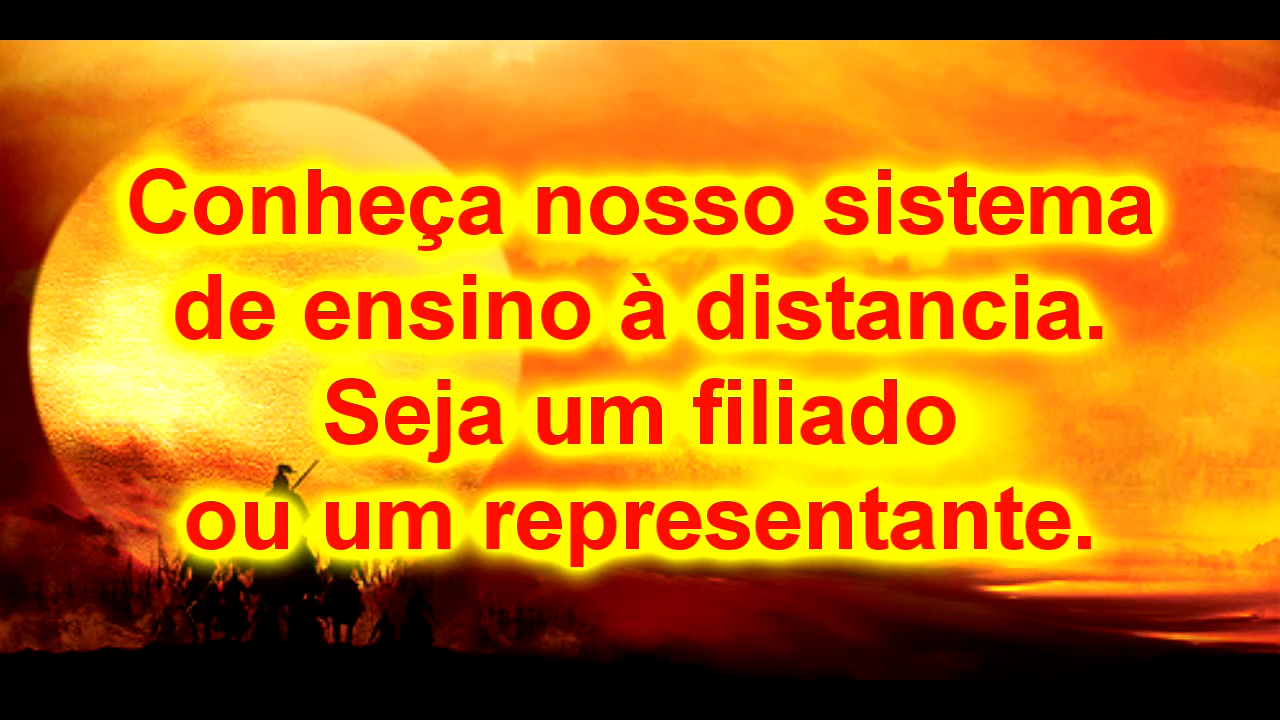 Conheça nosso sistema
de ensino à distancia.
Seja um filiado
ou um representante.